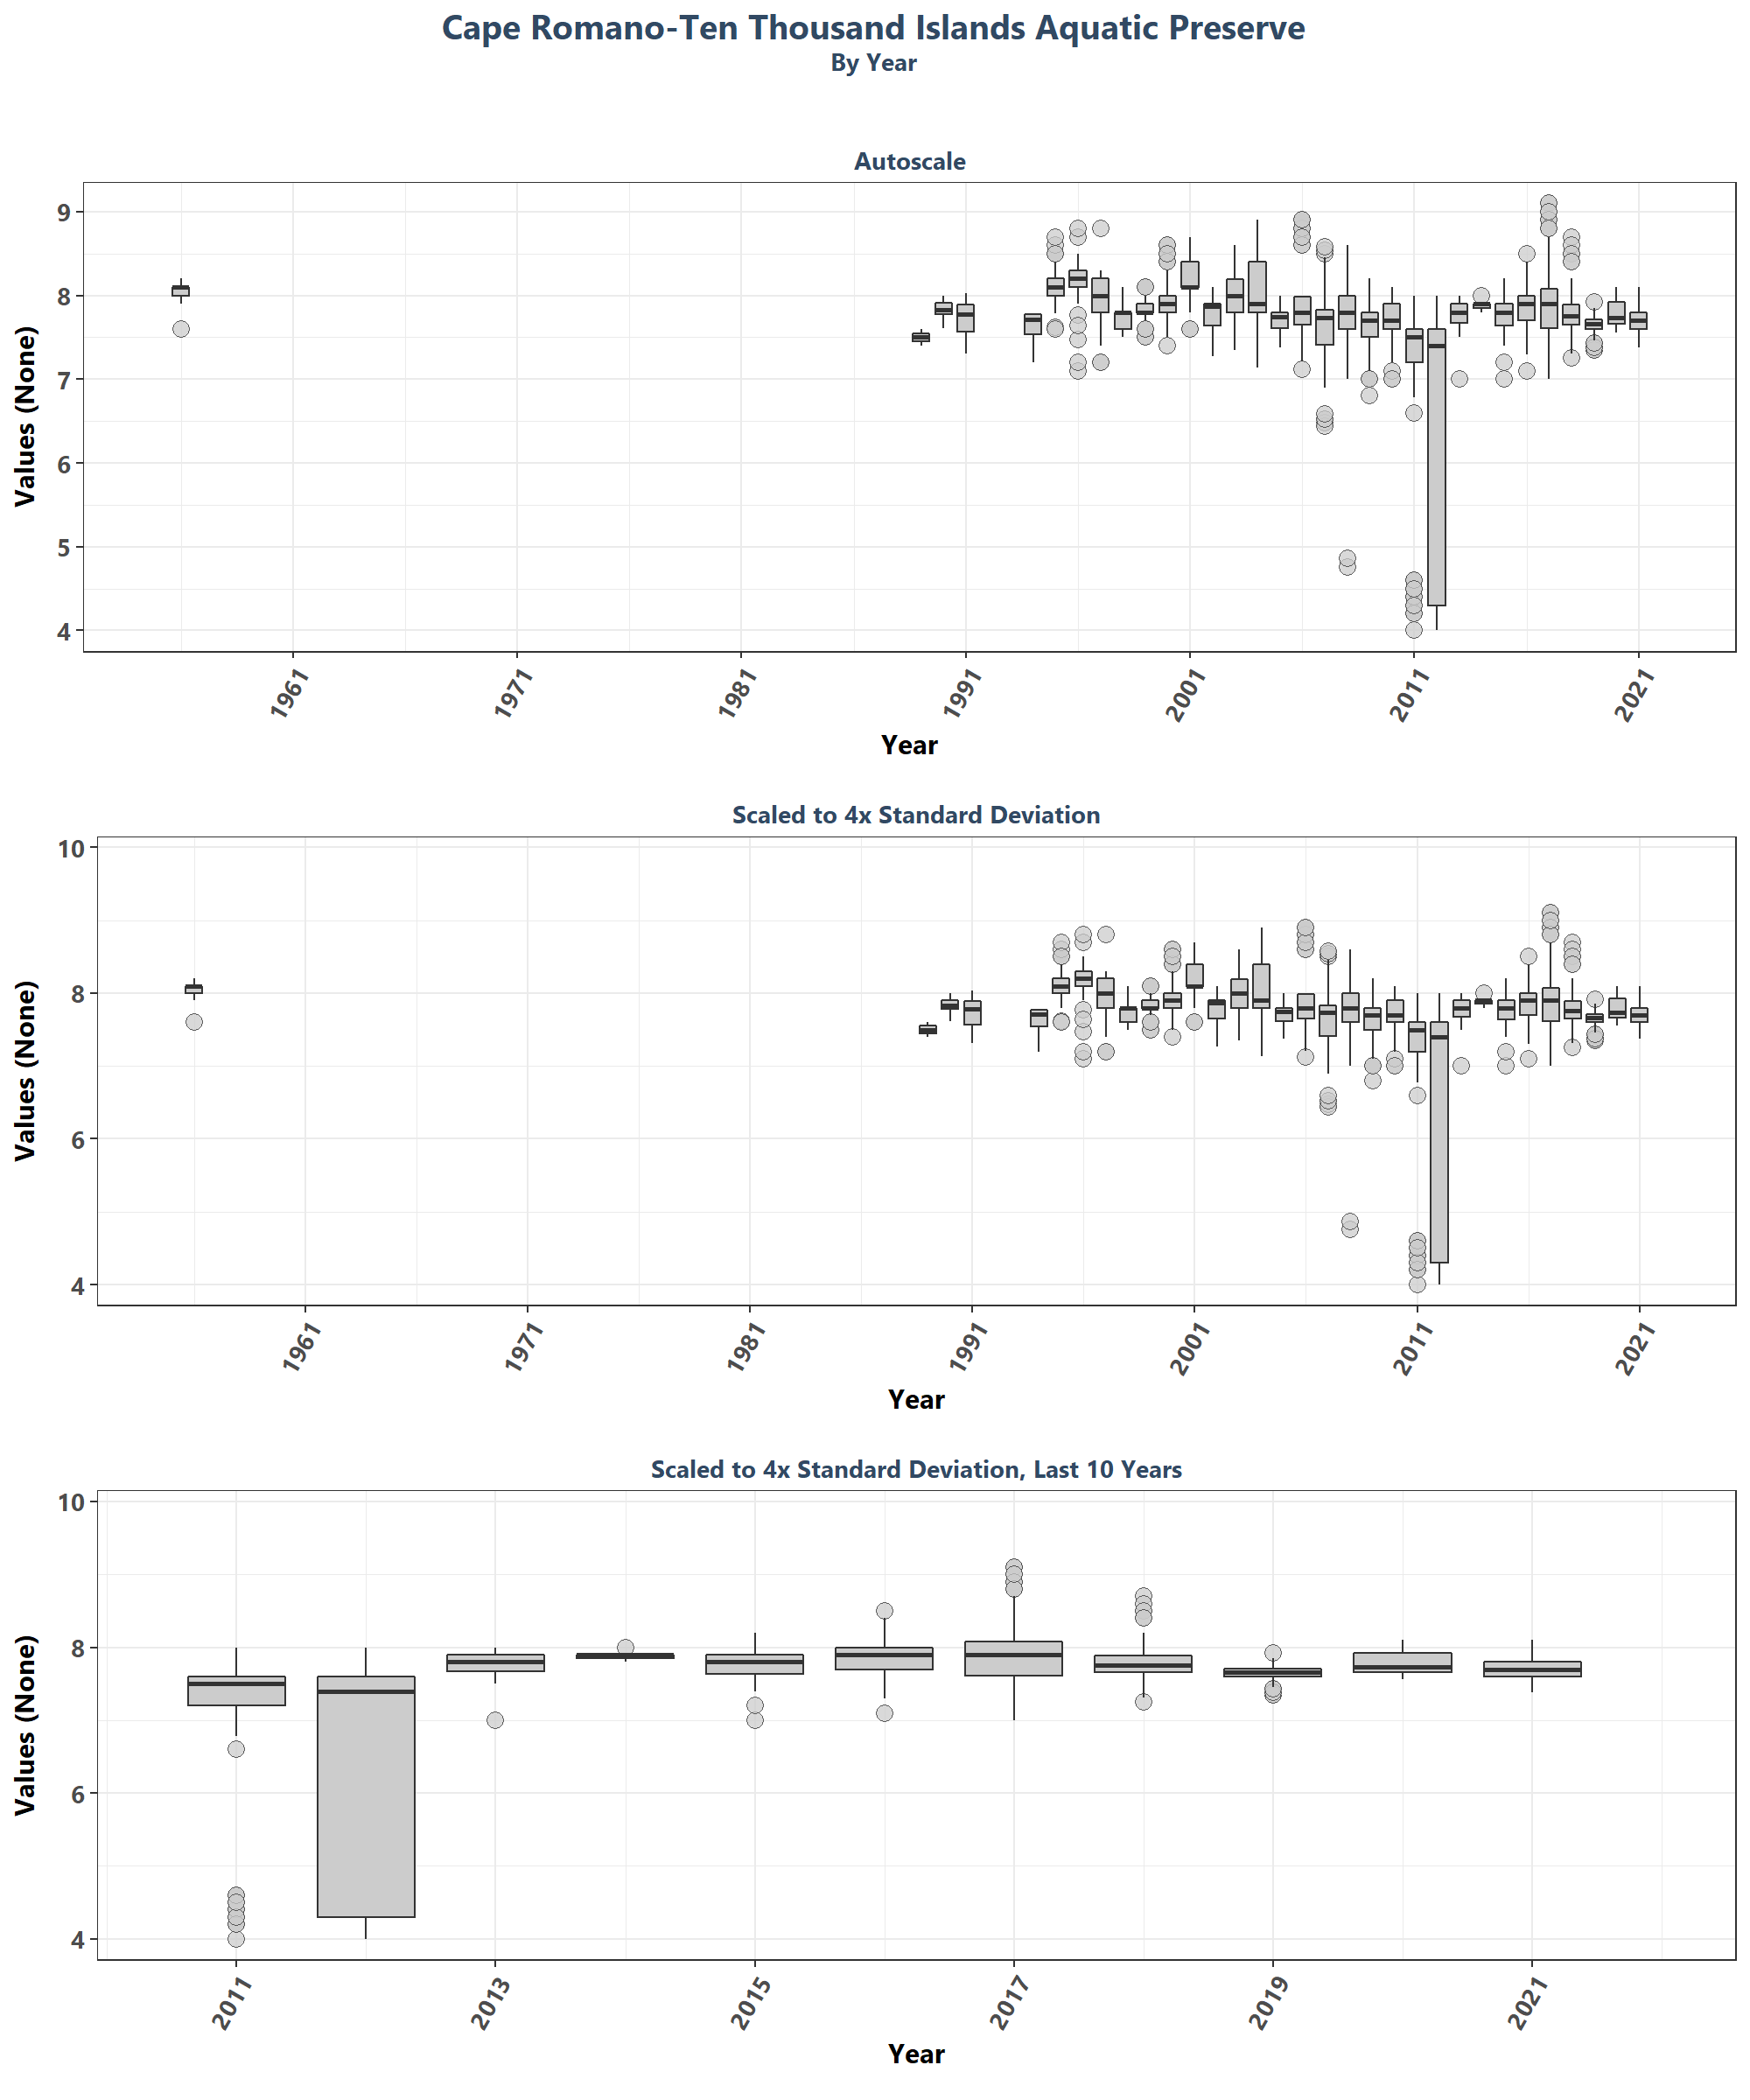 Cape Romano-Ten Thousand Islands Aquatic Preserve
By Year
Autoscale
Values (None)
9
8
7
6
5
4
1961 1971 1981 1991 2001 2011 2021
Year
Scaled to 4x Standard Deviation
Values (None)
10
8
6
4
1961 1971 1981 1991 2001 2011 2021
Year
Scaled to 4x Standard Deviation, Last 10 Years
Values (None)
10
8
6
4
2011 2013 2015 2017 2019 2021
Year